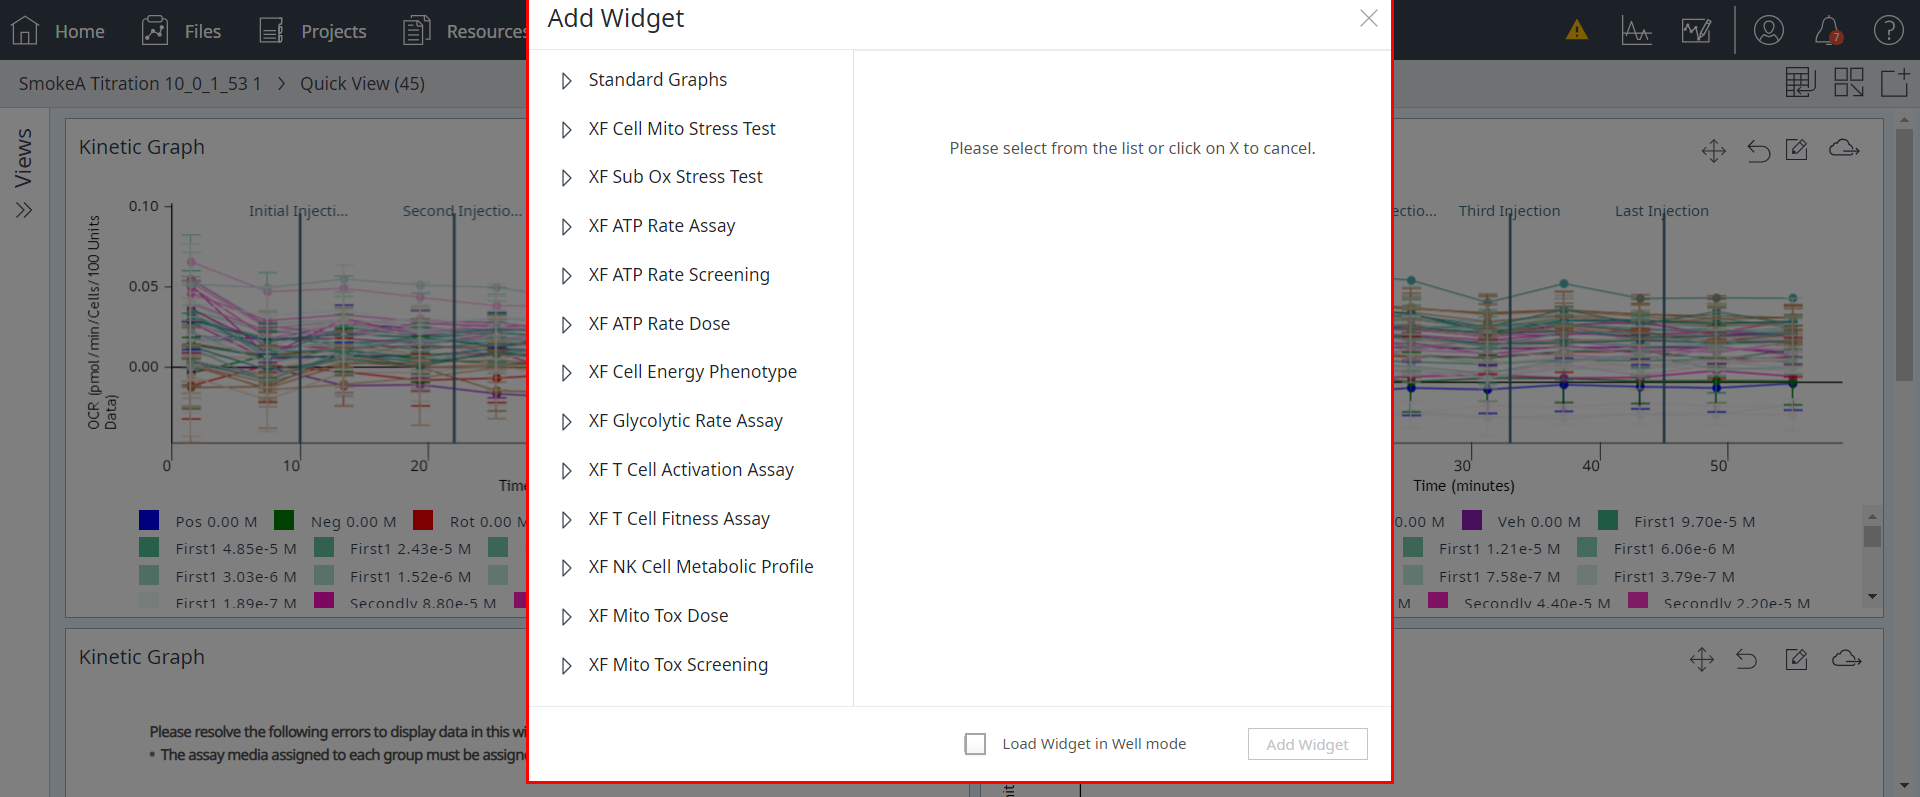 Home
Files
Projects
Resources
7
SmokeA Titration 10_0_1_53 1 > Quick View (45)
Views
Add Widget
Standard Graphs
XF Cell Mito Stress Test
XF Sub Ox Stress Test
XF ATP Rate Assay
XF ATP Rate Screening
XF ATP Rate Dose
XF Cell Energy Phenotype
XF Glycolytic Rate Assay
XF T Cell Activation Assay
XF T Cell Fitness Assay
XF NK Cell Metabolic Profile
XF Mito Tox Dose
XF Mito Tox Screening
Please select from the list or click on X to cancel.
Load Widget in Well mode
Add Widget
Kinetic Graph
OCR (pmol/min/Cells/100 Units
Data)
0.10
0.05
0.00
Initial Injecti...
Second Injectio...
0
10
20
Pos 0.00 M
Neg 0.00 M
Rot 0.00 M
First1 4.85e-5 M
First1 2.43e-5 M
First1 3.03e-6 M
First1 1.52e-6 M
First1 1.89e-7 M
Secondly 8.80e-5 M
Third Injection
Last Injection
30
40
50
Time (minutes)
0.00 M
Veh 0.00 M
First1 9.70e-5 M
First1 1.21e-5 M
First1 6.06e-6 M
First1 7.58e-7 M
First1 3.79e-7 M
M
Secondly 4.40e-5 M
Secondly 2.20e-5 M
Kinetic Graph
Please resolve the following errors to display data in this
• The assay media assigned to each group must be